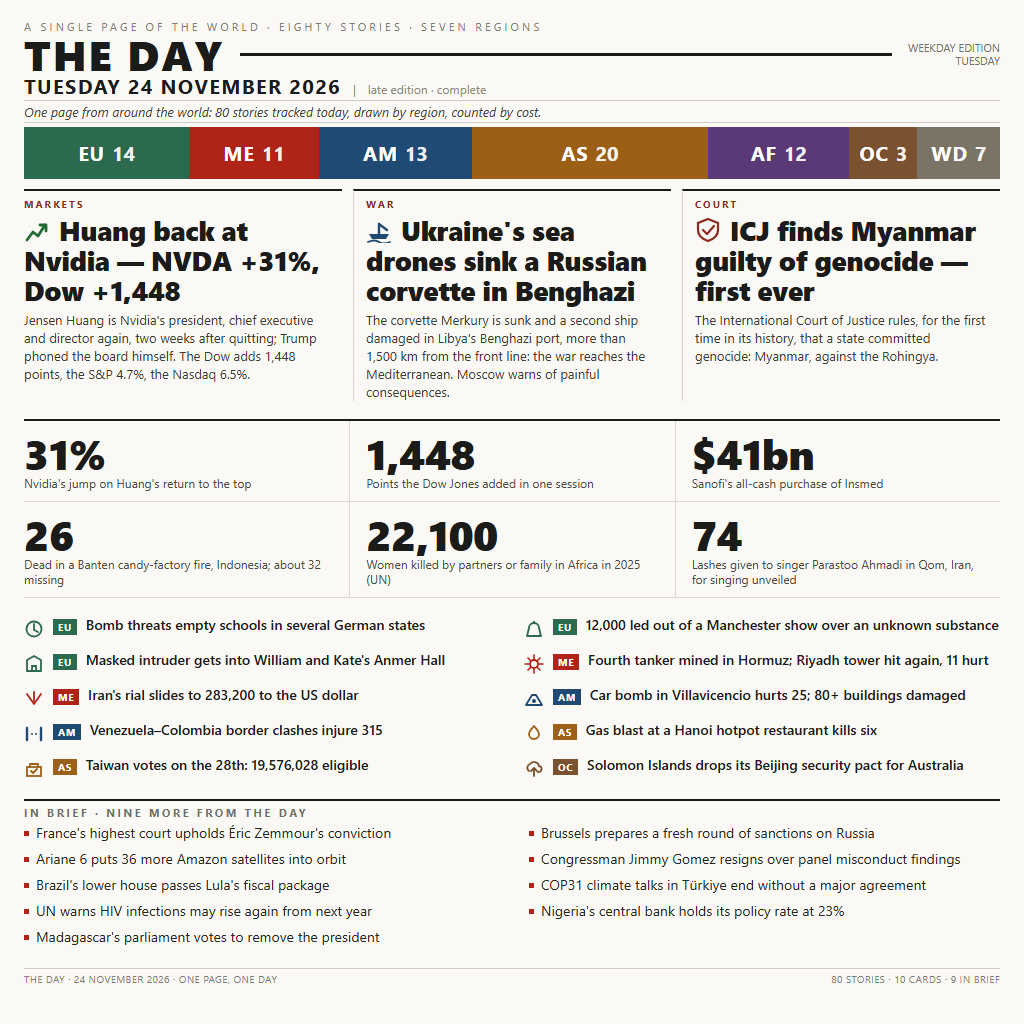 A SINGLE PAGE OF THE WORLD · EIGHTY STORIES · SEVEN REGIONS
THE DAY
WEEKDAY EDITION
TUESDAY
TUESDAY 24 NOVEMBER 2026 | late edition · complete
One page from around the world: 80 stories tracked today, drawn by region, counted by cost.
EU 14
ME 11
AM 13
AS 20
AF 12
OC 3
WD 7
MARKETS
Huang back at
Nvidia — NVDA +31%,
Dow +1,448
Jensen Huang is Nvidia's president, chief executive
and director again, two weeks after quitting; Trump
phoned the board himself. The Dow adds 1,448
points, the S&P 4.7%, the Nasdaq 6.5%.
WAR
Ukraine's sea
drones sink a Russian
corvette in Benghazi
The corvette Merkury is sunk and a second ship
damaged in Libya's Benghazi port, more than
1,500 km from the front line: the war reaches the
Mediterranean. Moscow warns of painful
consequences.
COURT
ICJ finds Myanmar
guilty of genocide —
first ever
The International Court of Justice rules, for the first
time in its history, that a state committed
genocide: Myanmar, against the Rohingya.
31%
Nvidia's jump on Huang's return to the top
1,448
Points the Dow Jones added in one session
$41bn
Sanofi's all-cash purchase of Insmed
26
Dead in a Banten candy-factory fire, Indonesia; about 32
missing
22,100
Women killed by partners or family in Africa in 2025
(UN)
74
Lashes given to singer Parastoo Ahmadi in Qom, Iran,
for singing unveiled
EU Bomb threats empty schools in several German states
EU 12,000 led out of a Manchester show over an unknown substance
EU Masked intruder gets into William and Kate's Anmer Hall
ME Fourth tanker mined in Hormuz; Riyadh tower hit again, 11 hurt
ME Iran's rial slides to 283,200 to the US dollar
AM Car bomb in Villavicencio hurts 25; 80+ buildings damaged
AM Venezuela–Colombia border clashes injure 315
AS Gas blast at a Hanoi hotpot restaurant kills six
AS Taiwan votes on the 28th: 19,576,028 eligible
OC Solomon Islands drops its Beijing security pact for Australia
IN BRIEF · NINE MORE FROM THE DAY
France's highest court upholds Éric Zemmour's conviction
Brussels prepares a fresh round of sanctions on Russia
Ariane 6 puts 36 more Amazon satellites into orbit
Congressman Jimmy Gomez resigns over panel misconduct findings
Brazil's lower house passes Lula's fiscal package
COP31 climate talks in Türkiye end without a major agreement
UN warns HIV infections may rise again from next year
Nigeria's central bank holds its policy rate at 23%
Madagascar's parliament votes to remove the president
THE DAY · 24 NOVEMBER 2026 · ONE PAGE, ONE DAY
80 STORIES · 10 CARDS · 9 IN BRIEF